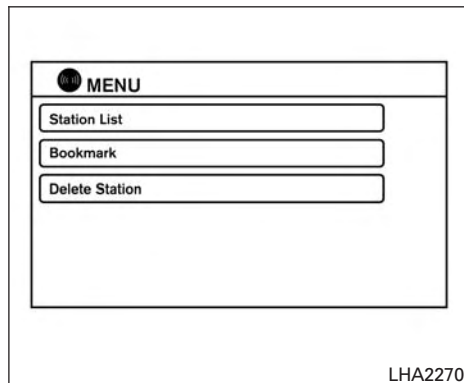 MENU
Station List
Bookmark
Delete Station
LHA2270